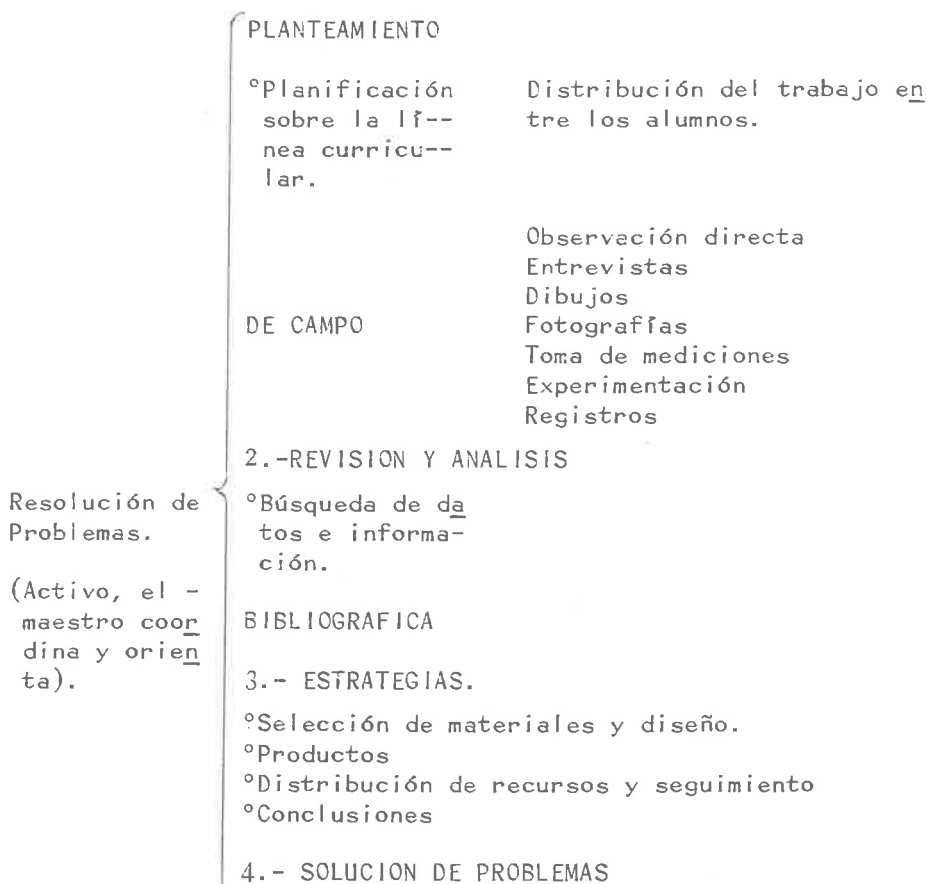 PLANTEAMIENTO
°Planificación
sobre la lí--
nea curricu--
lar.
Distribución del trabajo en
tre los alumnos.
DE CAMPO
Observación directa
Entrevistas
Dibujos
Fotografías
Toma de mediciones
Experimentación
Registros
Resolución de
Problemas.
(Activo, el -
maestro coor
dina y orien
ta).
2.-REVISION Y ANALISIS
°Búsqueda de da
tos e informa-
ción.
BIBLIOGRAFICA
3.- ESTRATEGIAS.
°Selección de materiales y diseño.
°Productos
°Distribución de recursos y seguimiento
°Conclusiones
4.- SOLUCION DE PROBLEMAS